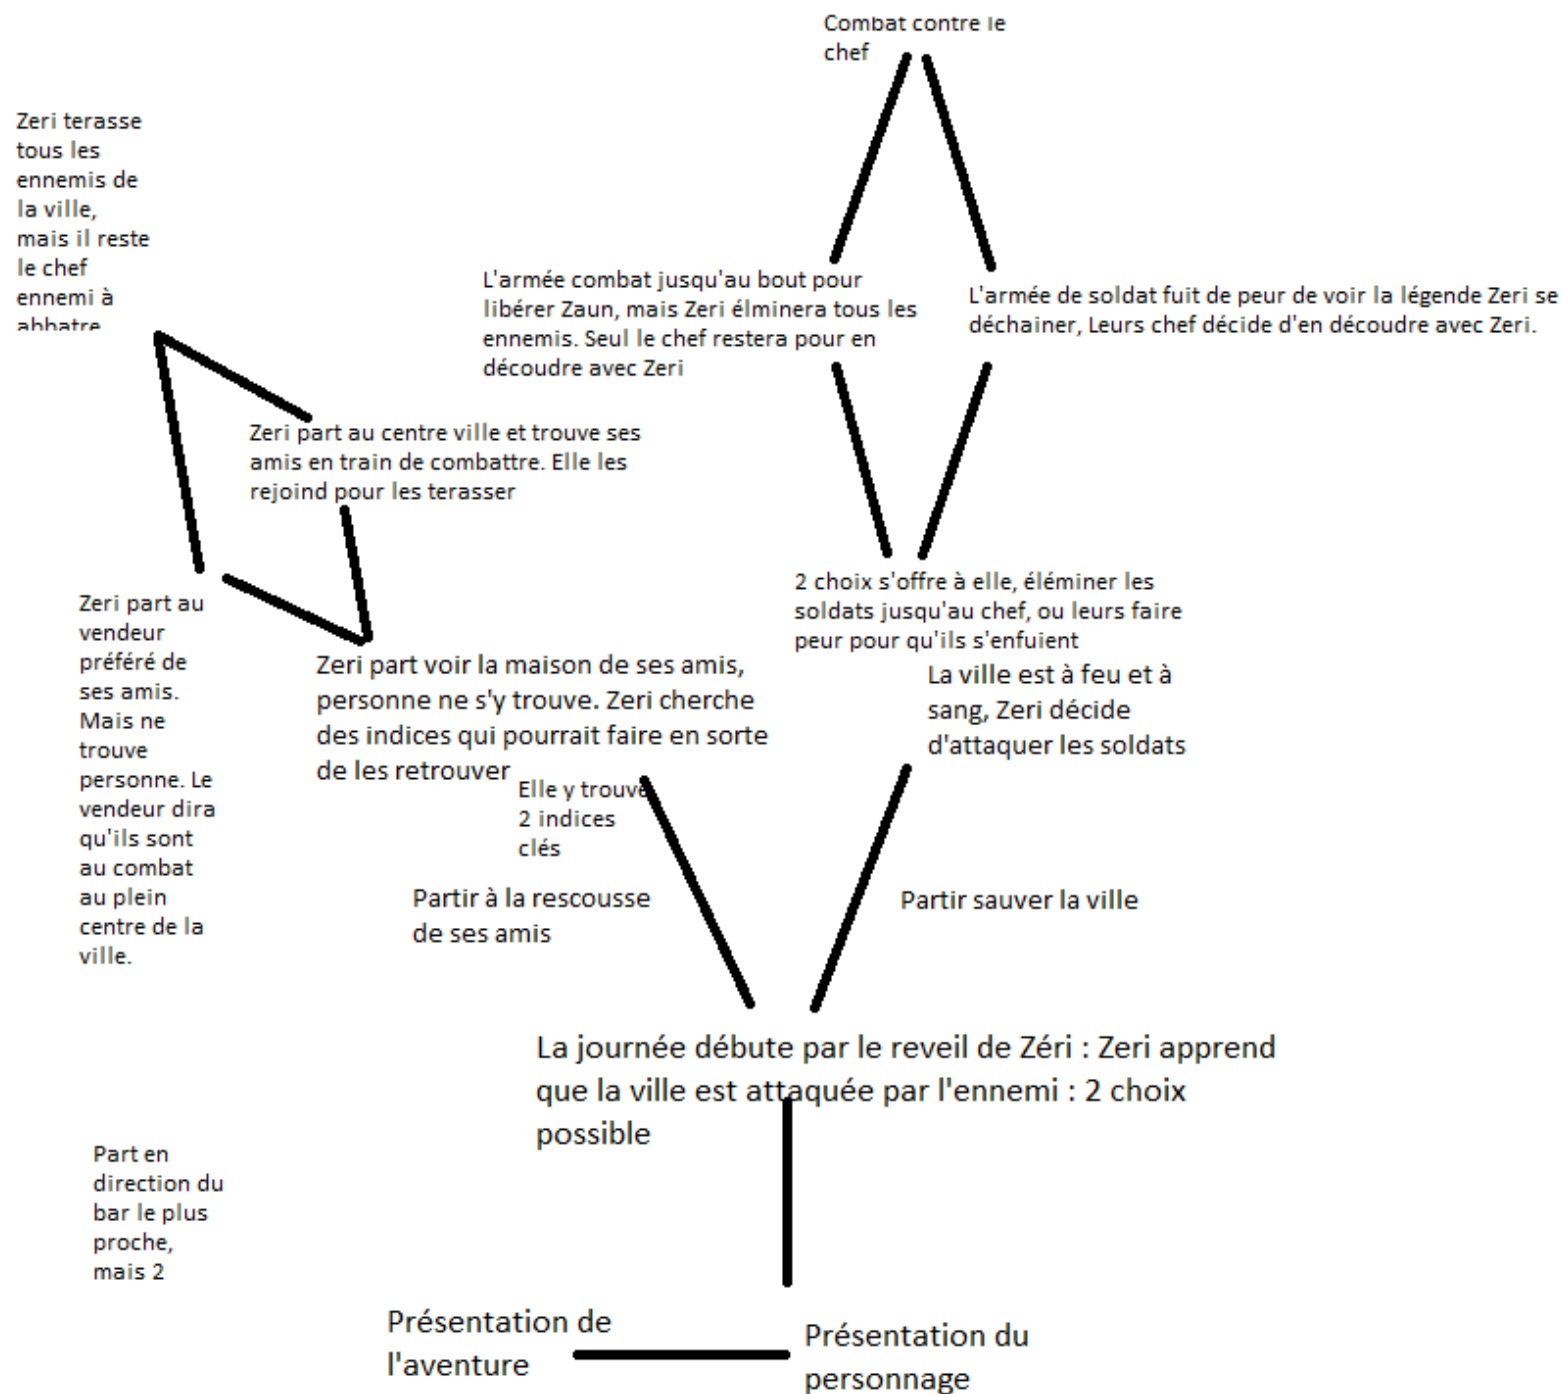 Combat contre le
chef
Zeri terasse
tous les
ennemis de
la ville,
mais il reste
le chef
ennemi à
abbatre
L'armée combat jusqu'au bout pour
libérer Zaun, mais Zeri élminera tous les
ennemis. Seul le chef restera pour en
découdre avec Zeri
L'armée de soldat fuit de peur de voir la légende Zeri se
déchainer, Leurs chef décide d'en découdre avec Zeri.
Zeri part au centre ville et trouve ses
amis en train de combattre. Elle les
rejoind pour les terasser
2 choix s'offre à elle, éléminer les
soldats jusqu'au chef, ou leurs faire
peur pour qu'ils s'enfuient
Zeri part au
vendeur
préféré de
ses amis.
Mais ne
trouve
personne. Le
vendeur dira
qu'ils sont
au combat
au plein
centre de la
ville.
Zeri part voir la maison de ses amis,
personne ne s'y trouve. Zeri cherche
des indices qui pourrait faire en sorte
de les retrouver
La ville est à feu et à
sang, Zeri décide
d'attaquer les soldats
Elle y trouve
2 indices
clés
Partir à la rescousse
de ses amis
Partir sauver la ville
La journée débute par le reveil de Zéri : Zeri apprend
que la ville est attaquée par l'ennemi : 2 choix
possible
Part en
direction du
bar le plus
proche,
mais 2
Présentation de
l'aventure
Présentation du
personnage